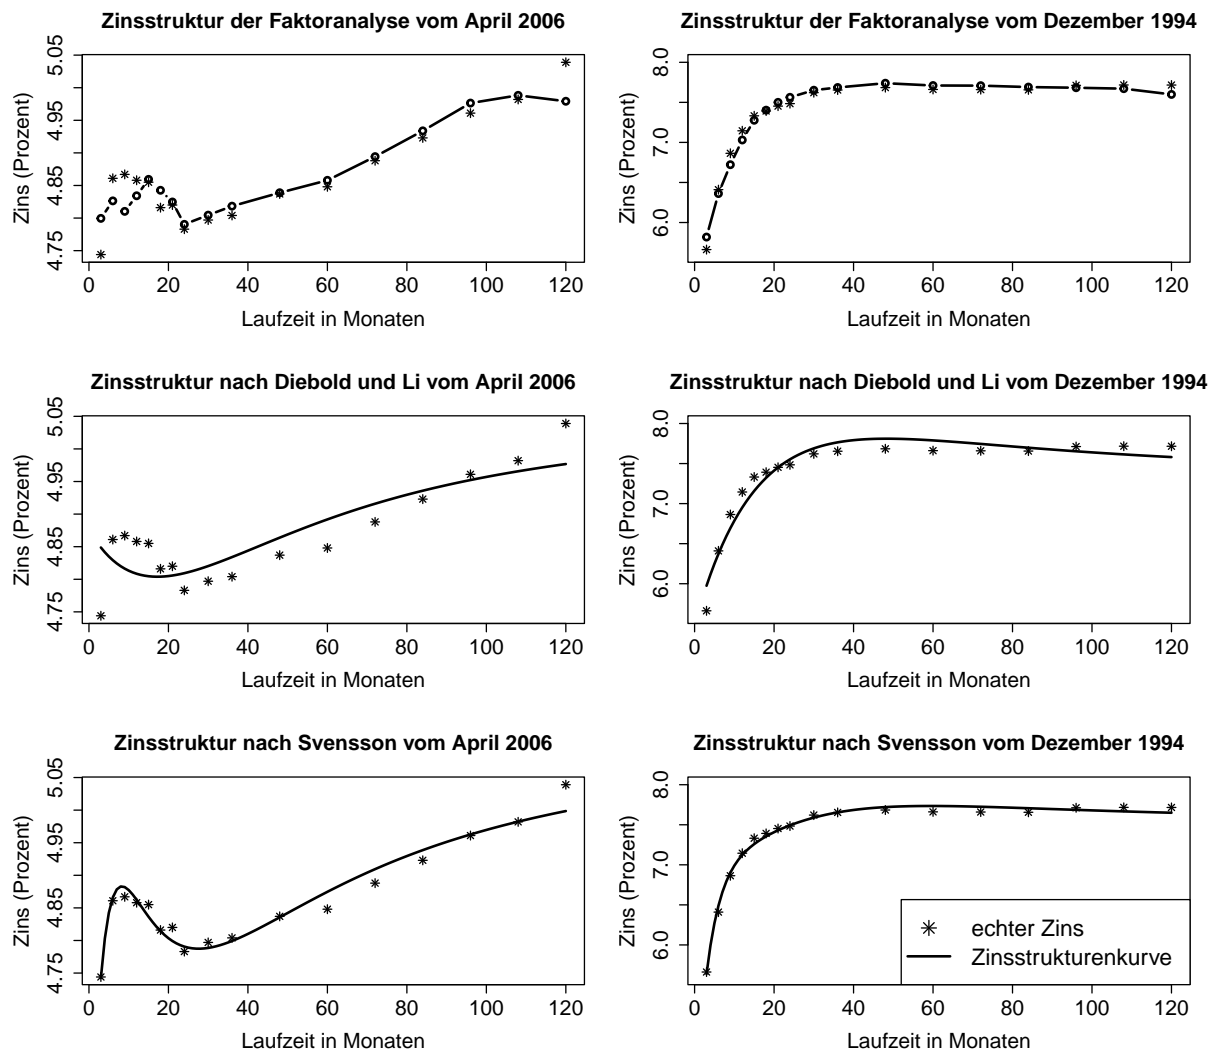 Zinsstruktur der Faktoranalyse vom April 2006
Zins (Prozent)
4.75 4.85 4.95 5.05
0 20 40 60 80 100 120
Laufzeit in Monaten
Zinsstruktur der Faktoranalyse vom Dezember 1994
Zins (Prozent)
6.0 7.0 8.0
0 20 40 60 80 100 120
Laufzeit in Monaten
Zinsstruktur nach Diebold und Li vom April 2006
Zins (Prozent)
4.75 4.85 4.95 5.05
0 20 40 60 80 100 120
Laufzeit in Monaten
Zinsstruktur nach Diebold und Li vom Dezember 1994
Zins (Prozent)
6.0 7.0 8.0
0 20 40 60 80 100 120
Laufzeit in Monaten
Zinsstruktur nach Svensson vom April 2006
Zins (Prozent)
4.75 4.85 4.95 5.05
0 20 40 60 80 100 120
Laufzeit in Monaten
Zinsstruktur nach Svensson vom Dezember 1994
Zins (Prozent)
6.0 7.0 8.0
echter Zins
Zinsstrukturenkurve
0 20 40 60 80 100 120
Laufzeit in Monaten